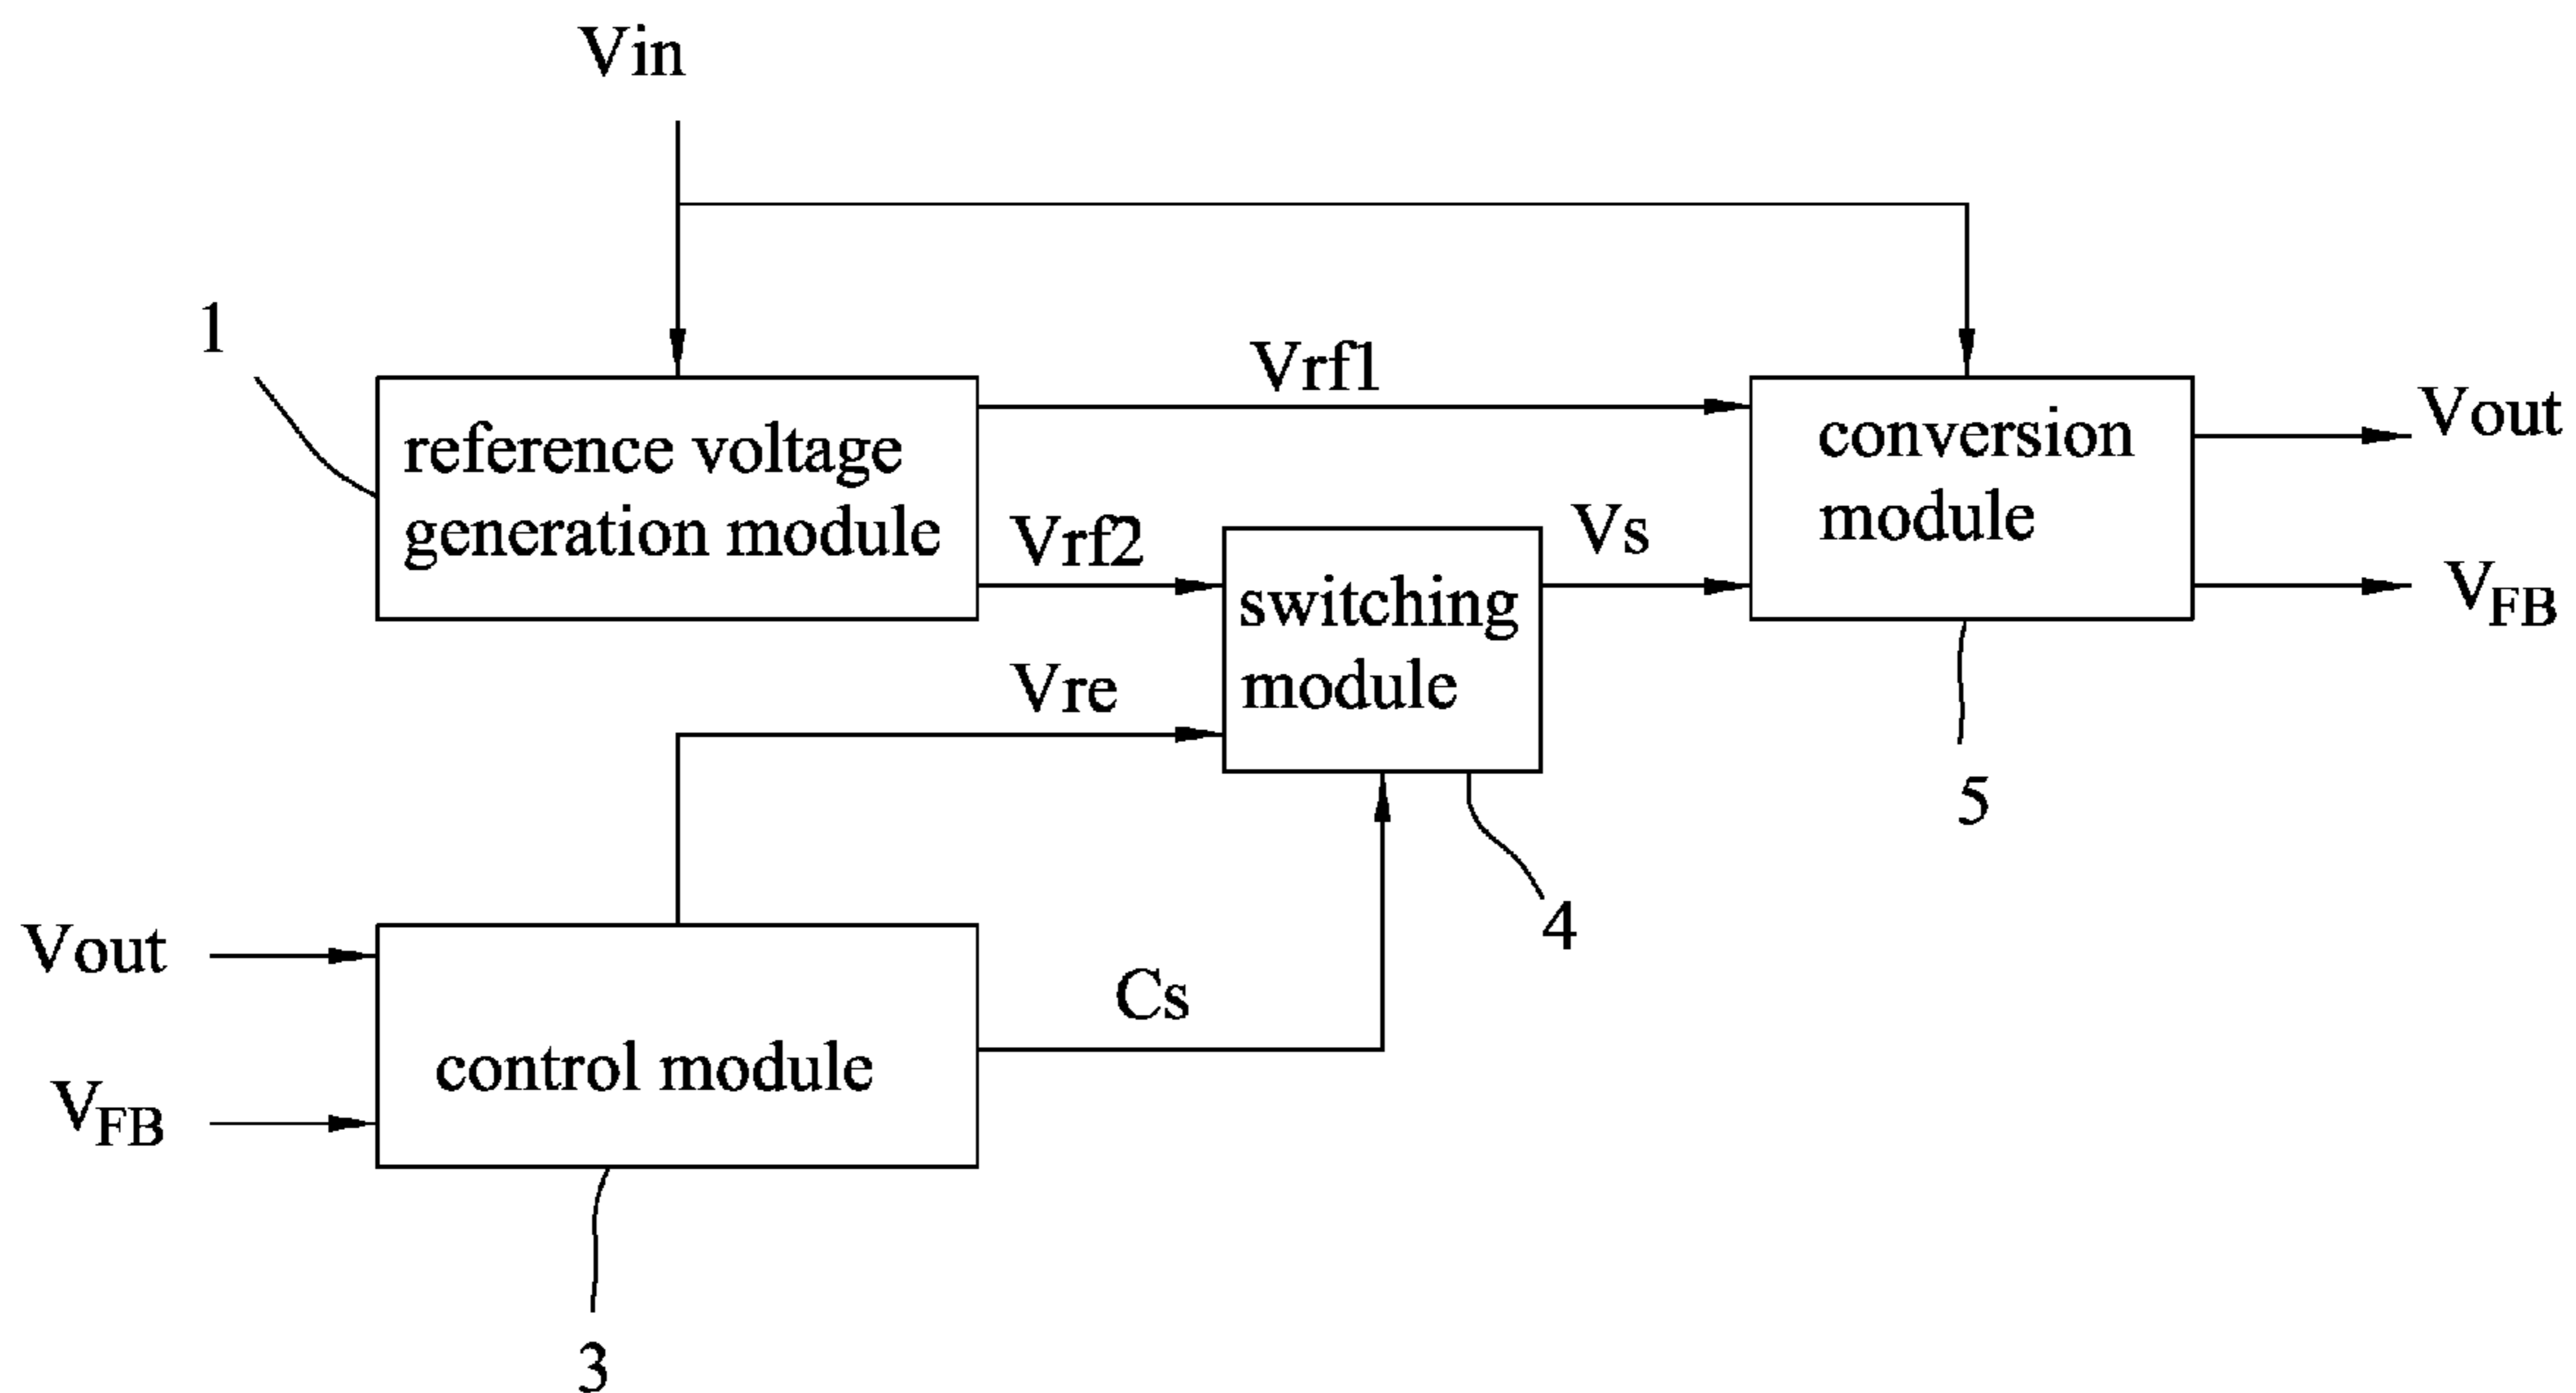 Vin
1
Vrf1
reference voltage
generation module
conversion
module
Vout
Vrf2
Vs
VFB
switching
module
Vre
5
4
Vout
Cs
control module
VFB
3